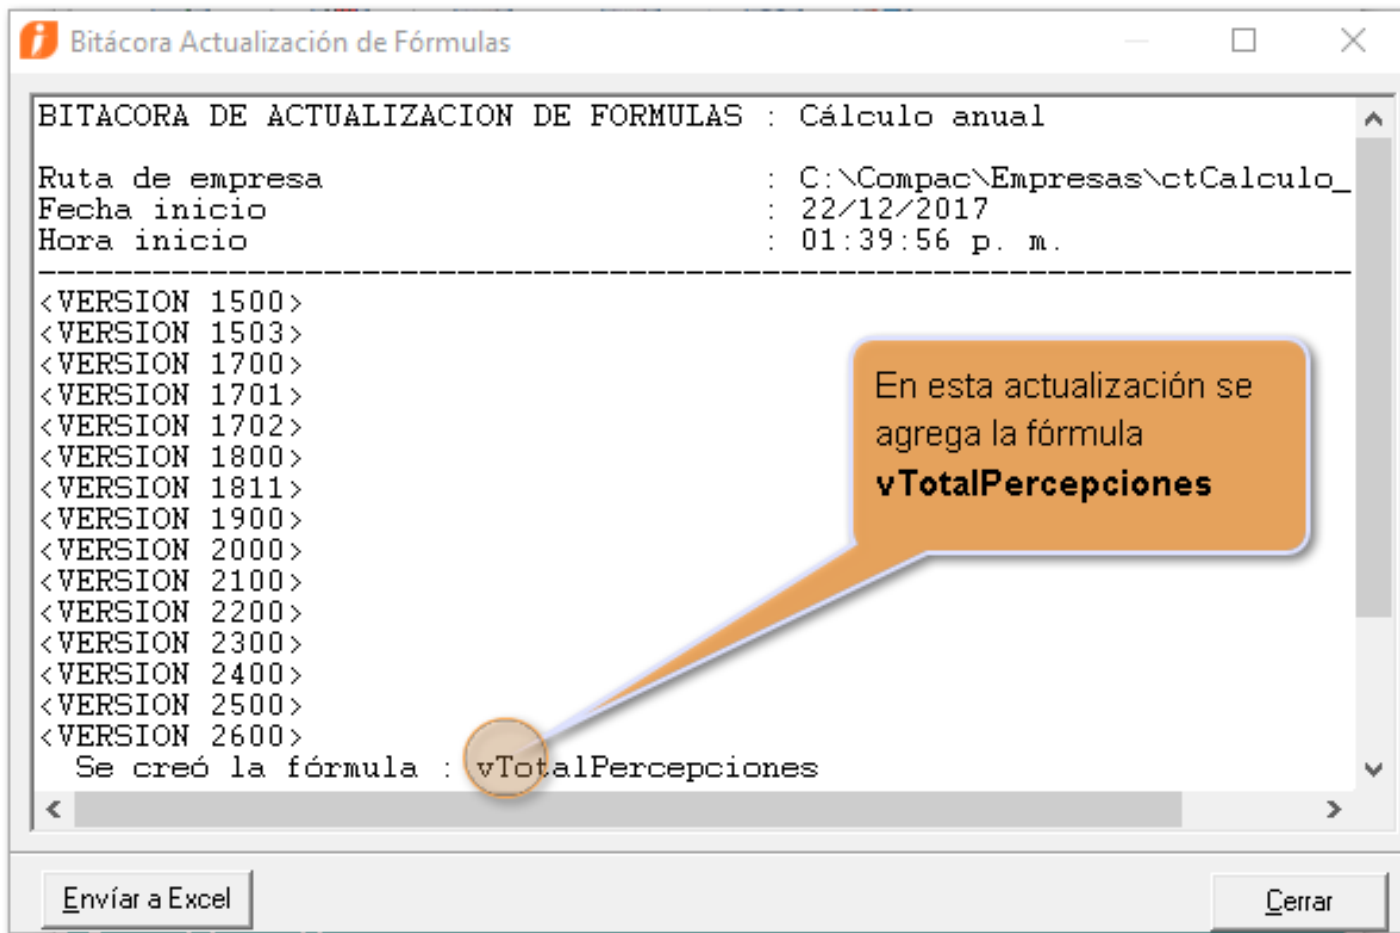 Bitácora Actualización de Fórmulas
BITACORA DE ACTUALIZACION DE FORMULAS : Cálculo anual
Ruta de empresa : C:\Compac\Empresas\ctCalculo_
Fecha inicio : 22/12/2017
Hora inicio : 01:39:56 p. m.
<VERSION 1500>
<VERSION 1503>
<VERSION 1700>
<VERSION 1701>
<VERSION 1702>
<VERSION 1800>
<VERSION 1811>
<VERSION 1900>
<VERSION 2000>
<VERSION 2100>
<VERSION 2200>
<VERSION 2300>
<VERSION 2400>
<VERSION 2500>
<VERSION 2600>
Se creó la fórmula : vTotalPercepciones
En esta actualización se
agrega la fórmula
vTotalPercepciones
Envíar a Excel
Cerrar